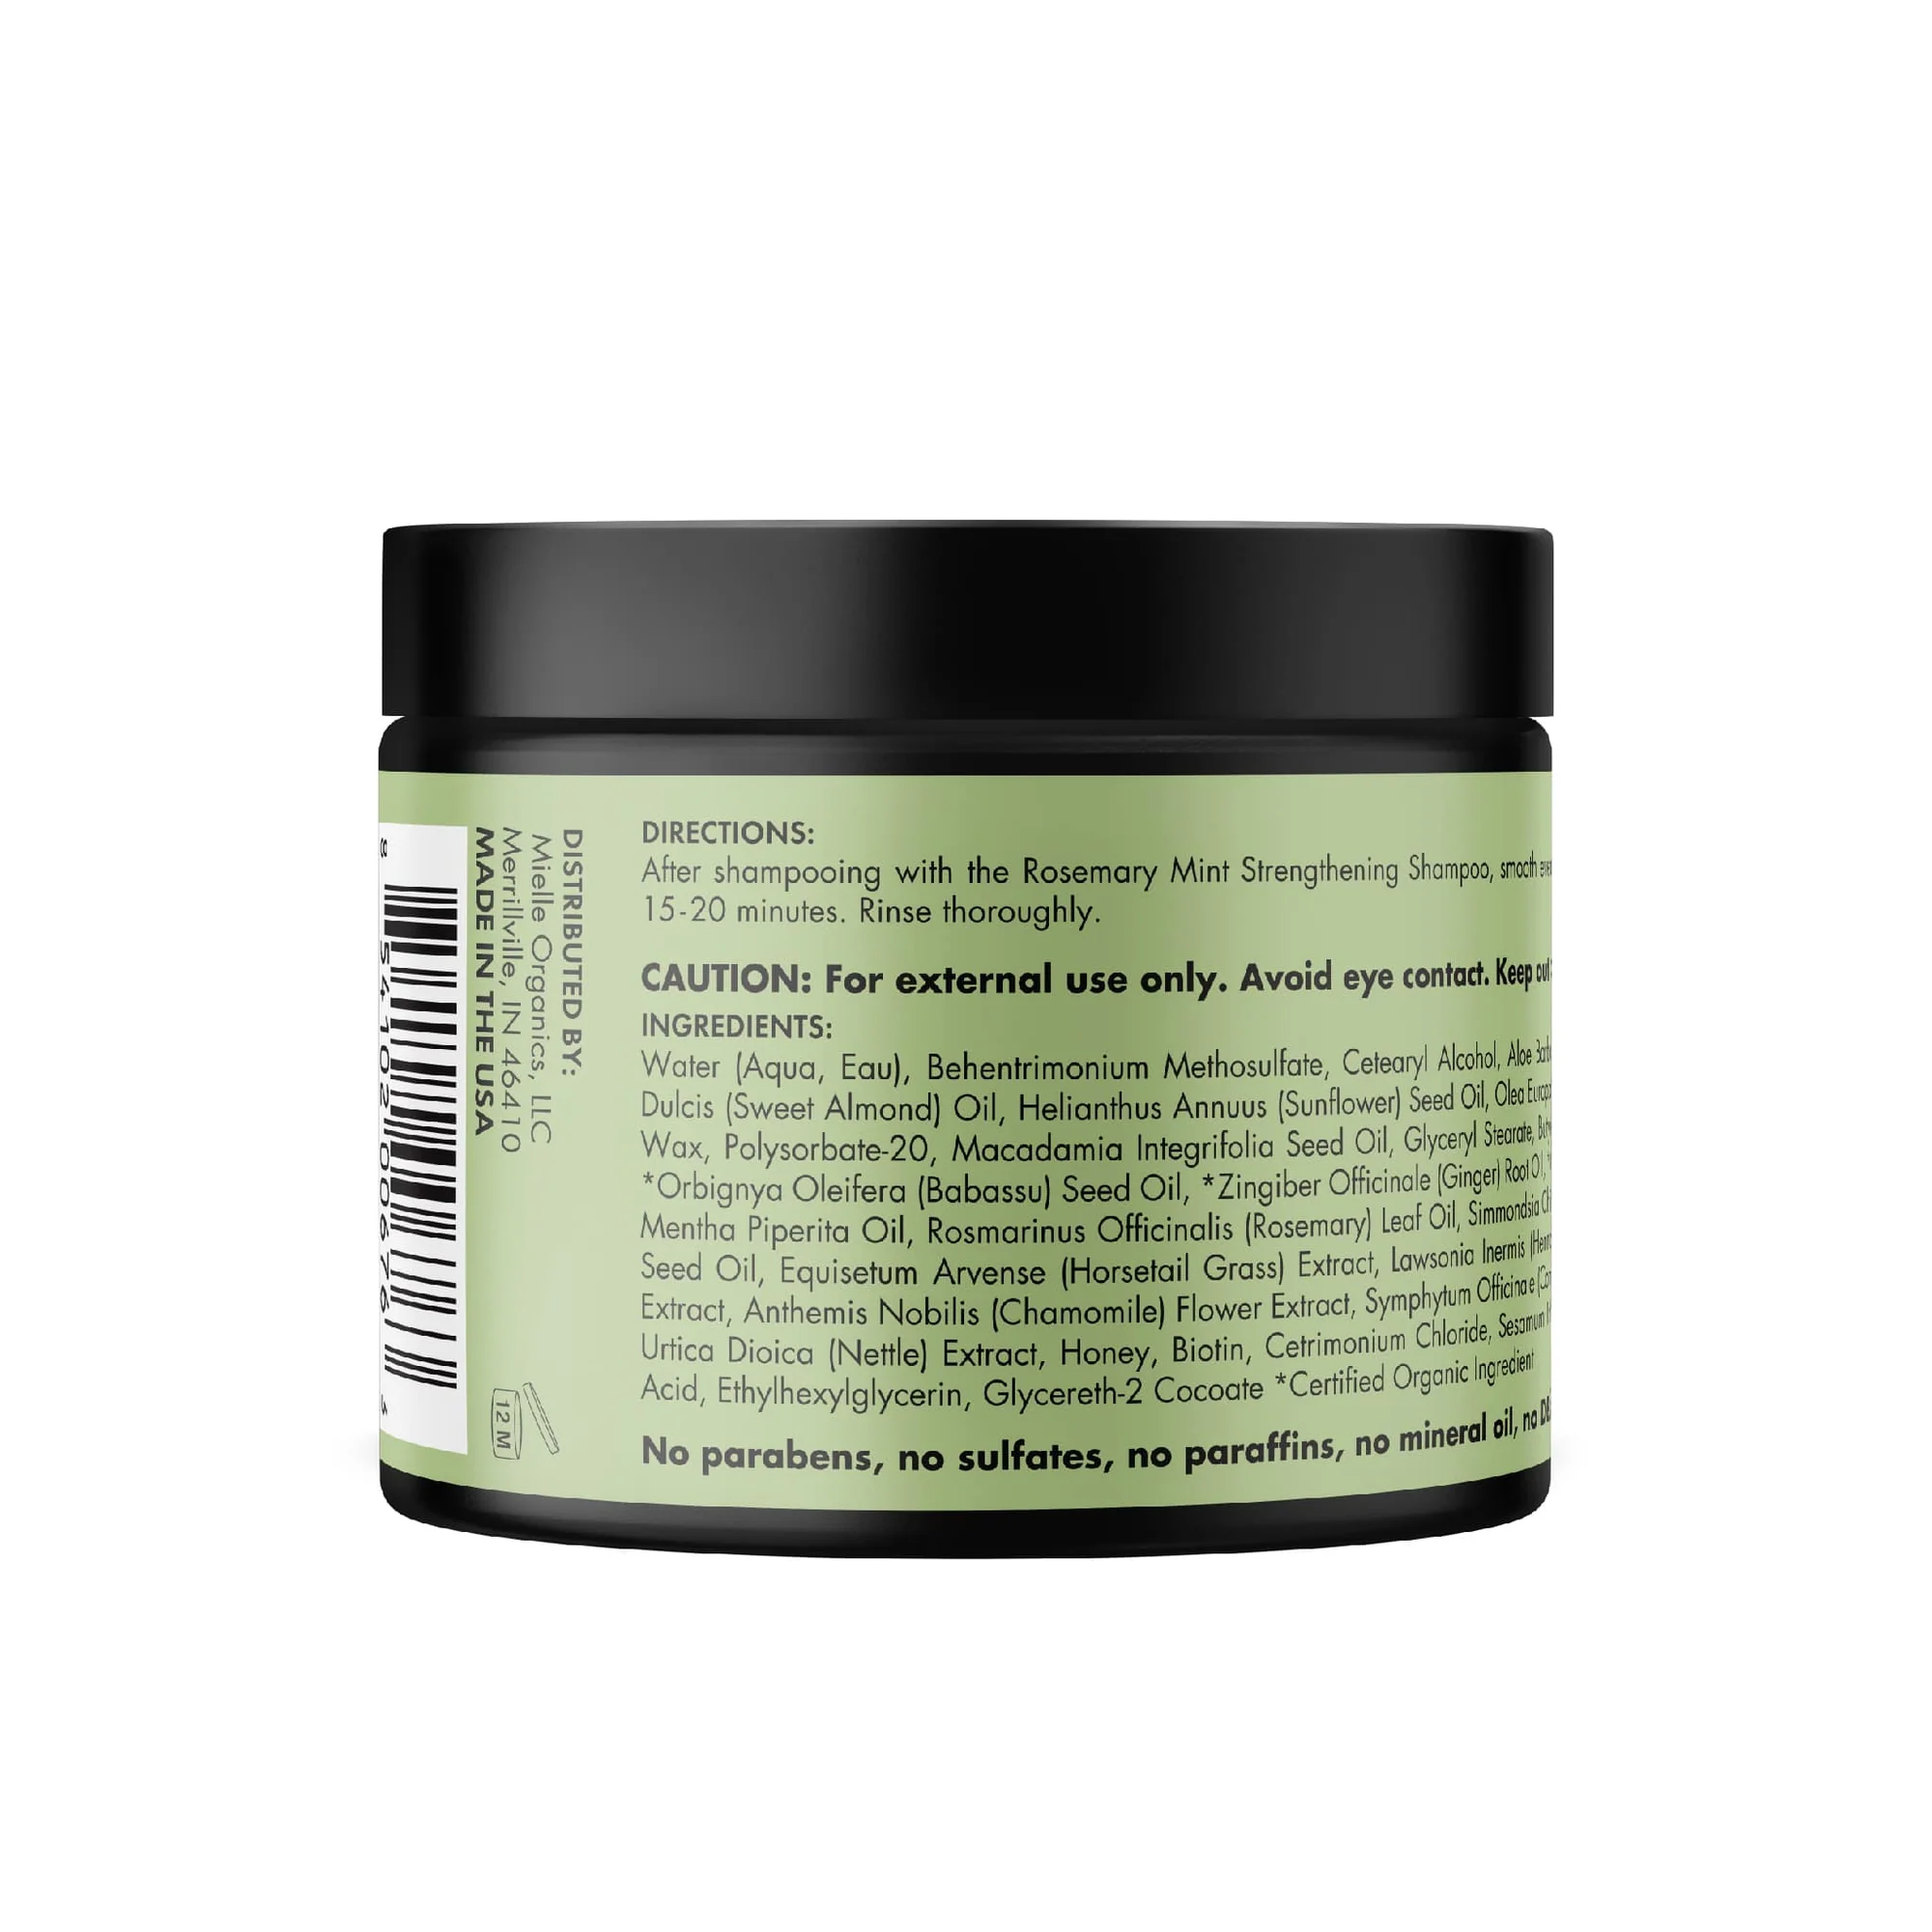 DISTRIBUTED BY:
Mielle Organics, LLC
Merrillville, IN 46410
MADE IN THE USA
8 54102 00676 5
12 M
DIRECTIONS:
After shampooing with the Rosemary Mint Strengthening Shampoo, smooth
15-20 minutes. Rinse thoroughly.
CAUTION: For external use only. Avoid eye contact. Keep out
INGREDIENTS:
Water (Aqua, Eau), Behentrimonium Methosulfate, Cetearyl Alcohol, Aloe
Dulcis (Sweet Almond) Oil, Helianthus Annuus (Sunflower) Seed Oil, Olea
Wax, Polysorbate-20, Macadamia Integrifolia Seed Oil, Glyceryl Stearate,
*Orbignya Oleifera (Babassu) Seed Oil, *Zingiber Officinale (Ginger) Root Oil,
Mentha Piperita Oil, Rosmarinus Officinalis (Rosemary) Leaf Oil, Simmondsia
Seed Oil, Equisetum Arvense (Horsetail Grass) Extract, Lawsonia Inermis
Extract, Anthemis Nobilis (Chamomile) Flower Extract, Symphytum Officinale
Urtica Dioica (Nettle) Extract, Honey, Biotin, Cetrimonium Chloride, Sesamum
Acid, Ethylhexylglycerin, Glycereth-2 Cocoate *Certified Organic Ingredient
No parabens, no sulfates, no paraffins, no mineral oil, no